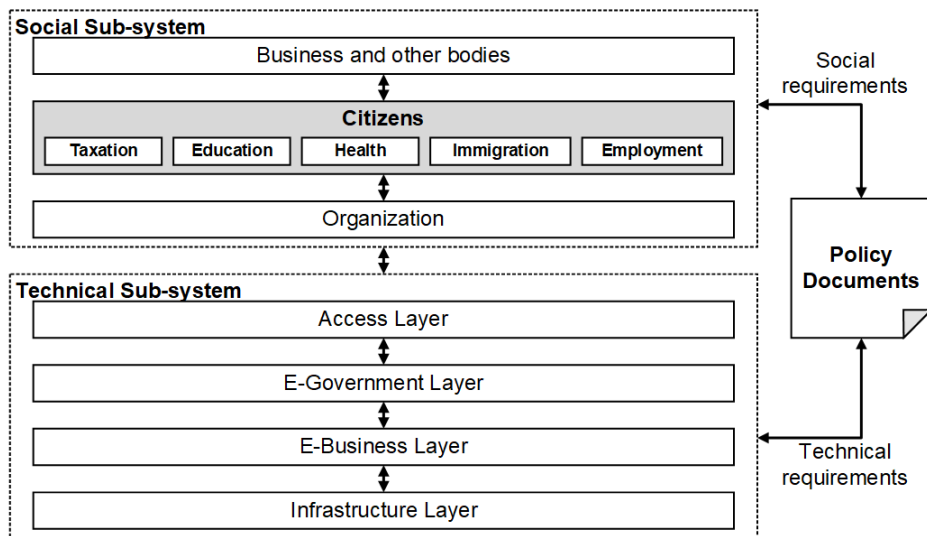 Social Sub-system
Business and other bodies
Citizens
Taxation
Education
Health
Immigration
Employment
Organization
Technical Sub-system
Access Layer
E-Government Layer
E-Business Layer
Infrastructure Layer
Social
requirements
Policy
Documents
Technical
requirements